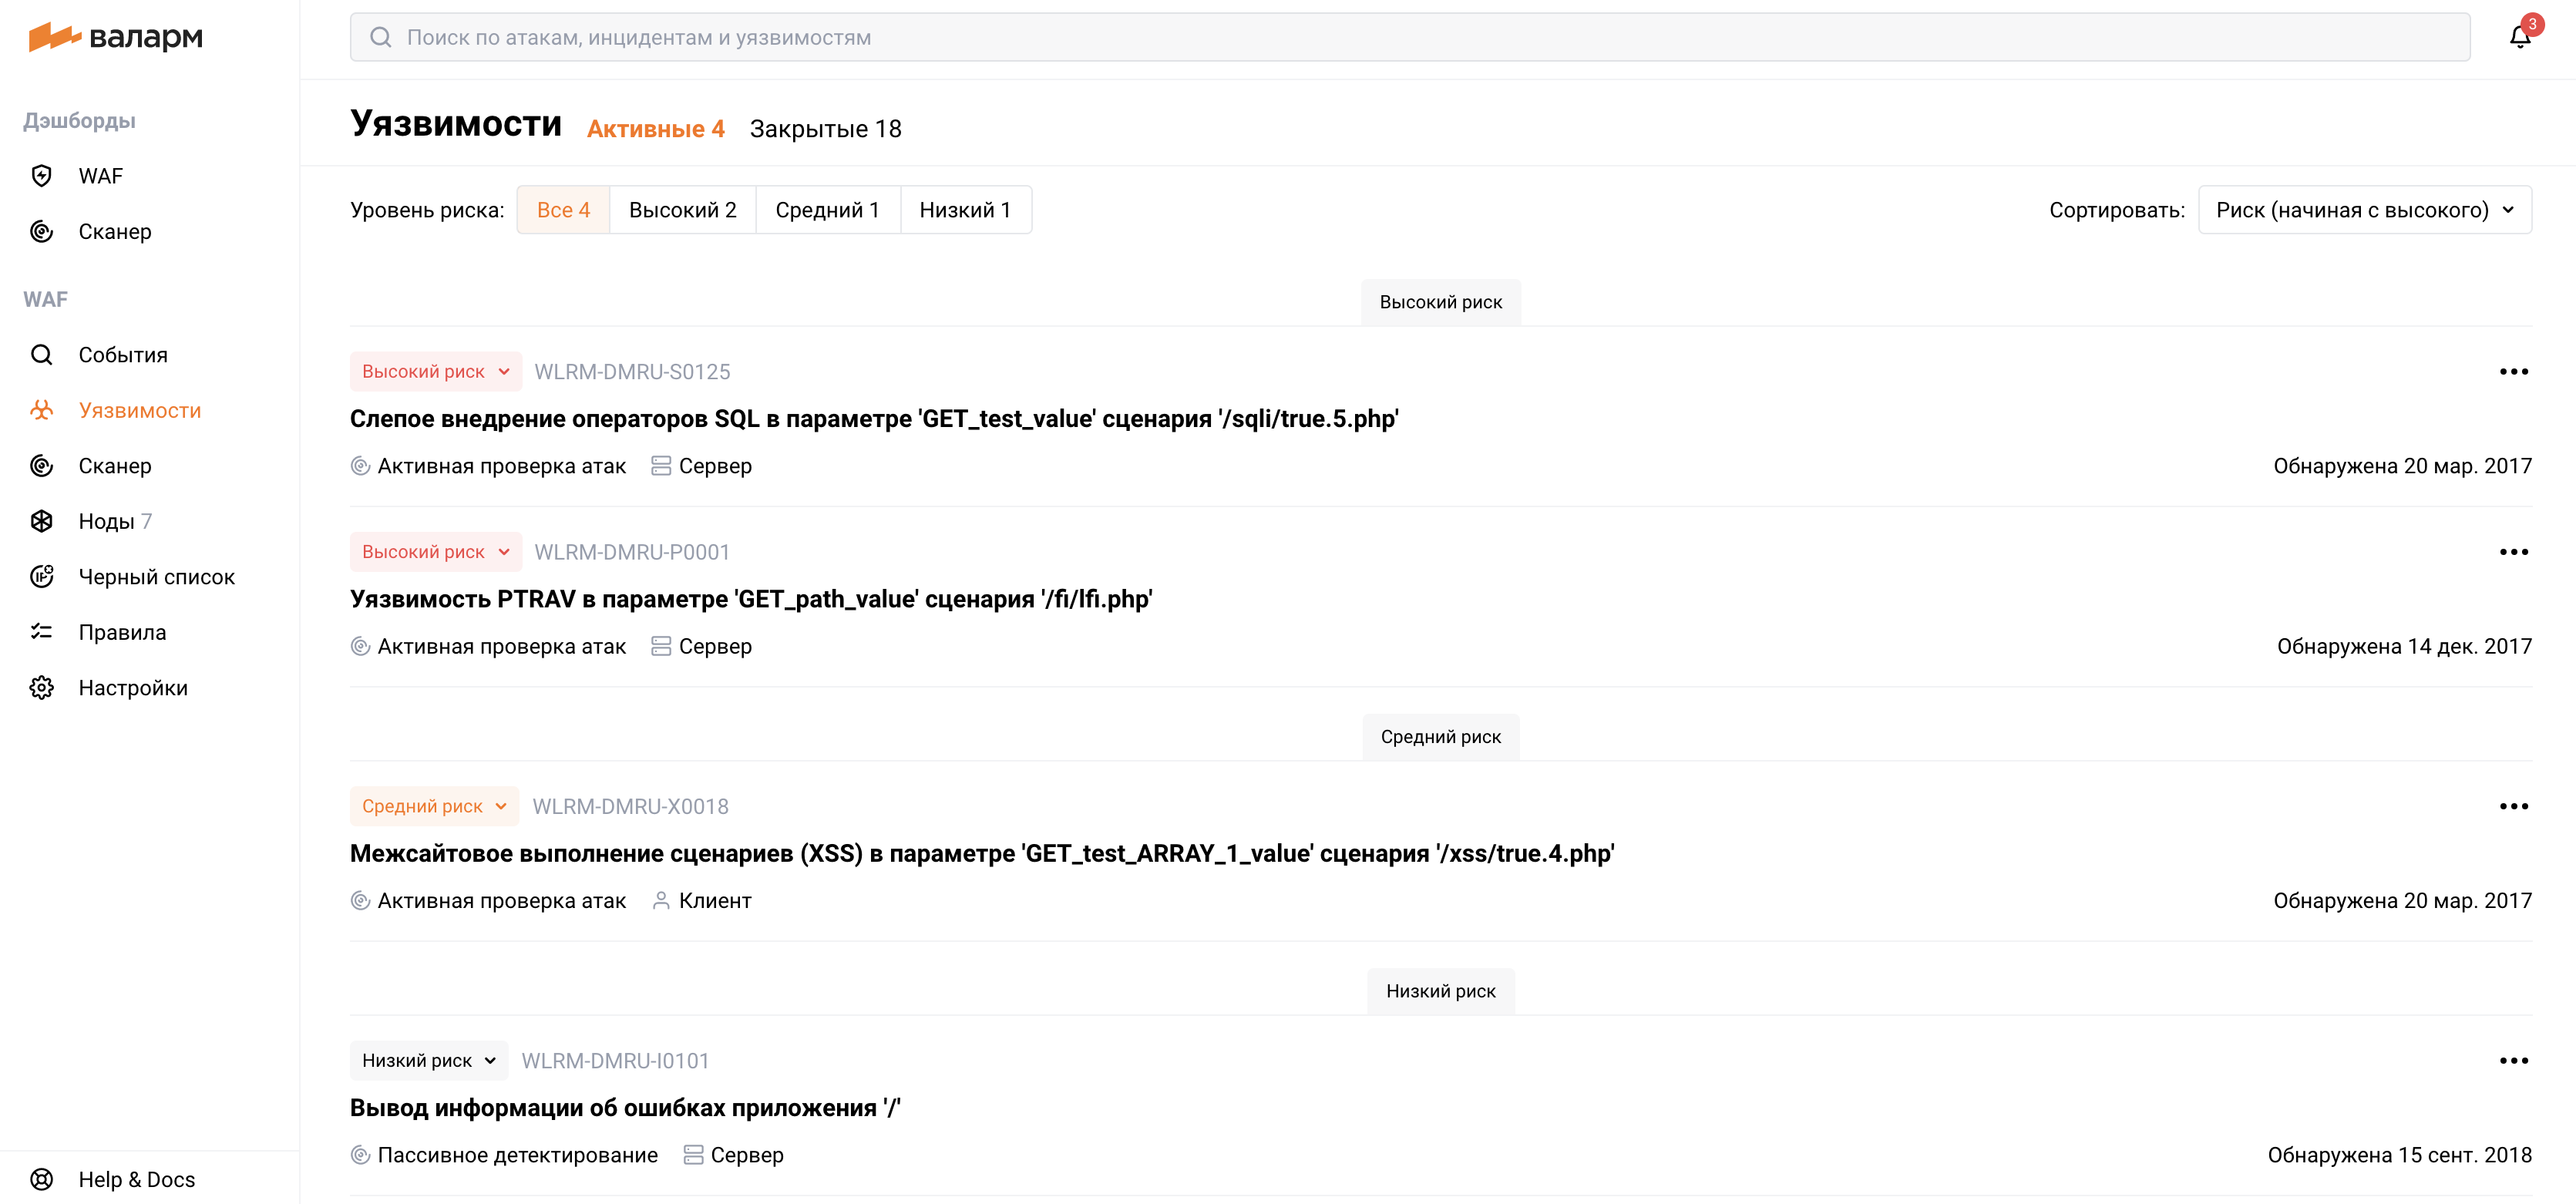 валарм
Дэшборды
WAF
Сканер
WAF
События
Уязвимости
Сканер
Ноды 7
Черный список
Правила
Настройки
Help & Docs
Поиск по атакам, инцидентам и уязвимостям
3
Уязвимости Активные 4 Закрытые 18
Уровень риска: Все 4 Высокий 2 Средний 1 Низкий 1 Сортировать: Риск (начиная с высокого)
Высокий риск
Высокий риск WLRM-DMRU-S0125
Слепое внедрение операторов SQL в параметре 'GET_test_value' сценария '/sqli/true.5.php'
Активная проверка атак Сервер Обнаружена 20 мар. 2017
Высокий риск WLRM-DMRU-P0001
Уязвимость PTRAV в параметре 'GET_path_value' сценария '/fi/lfi.php'
Активная проверка атак Сервер Обнаружена 14 дек. 2017
Средний риск
Средний риск WLRM-DMRU-X0018
Межсайтовое выполнение сценариев (XSS) в параметре 'GET_test_ARRAY_1_value' сценария '/xss/true.4.php'
Активная проверка атак Клиент Обнаружена 20 мар. 2017
Низкий риск
Низкий риск WLRM-DMRU-I0101
Вывод информации об ошибках приложения '/'
Пассивное детектирование Сервер Обнаружена 15 сент. 2018